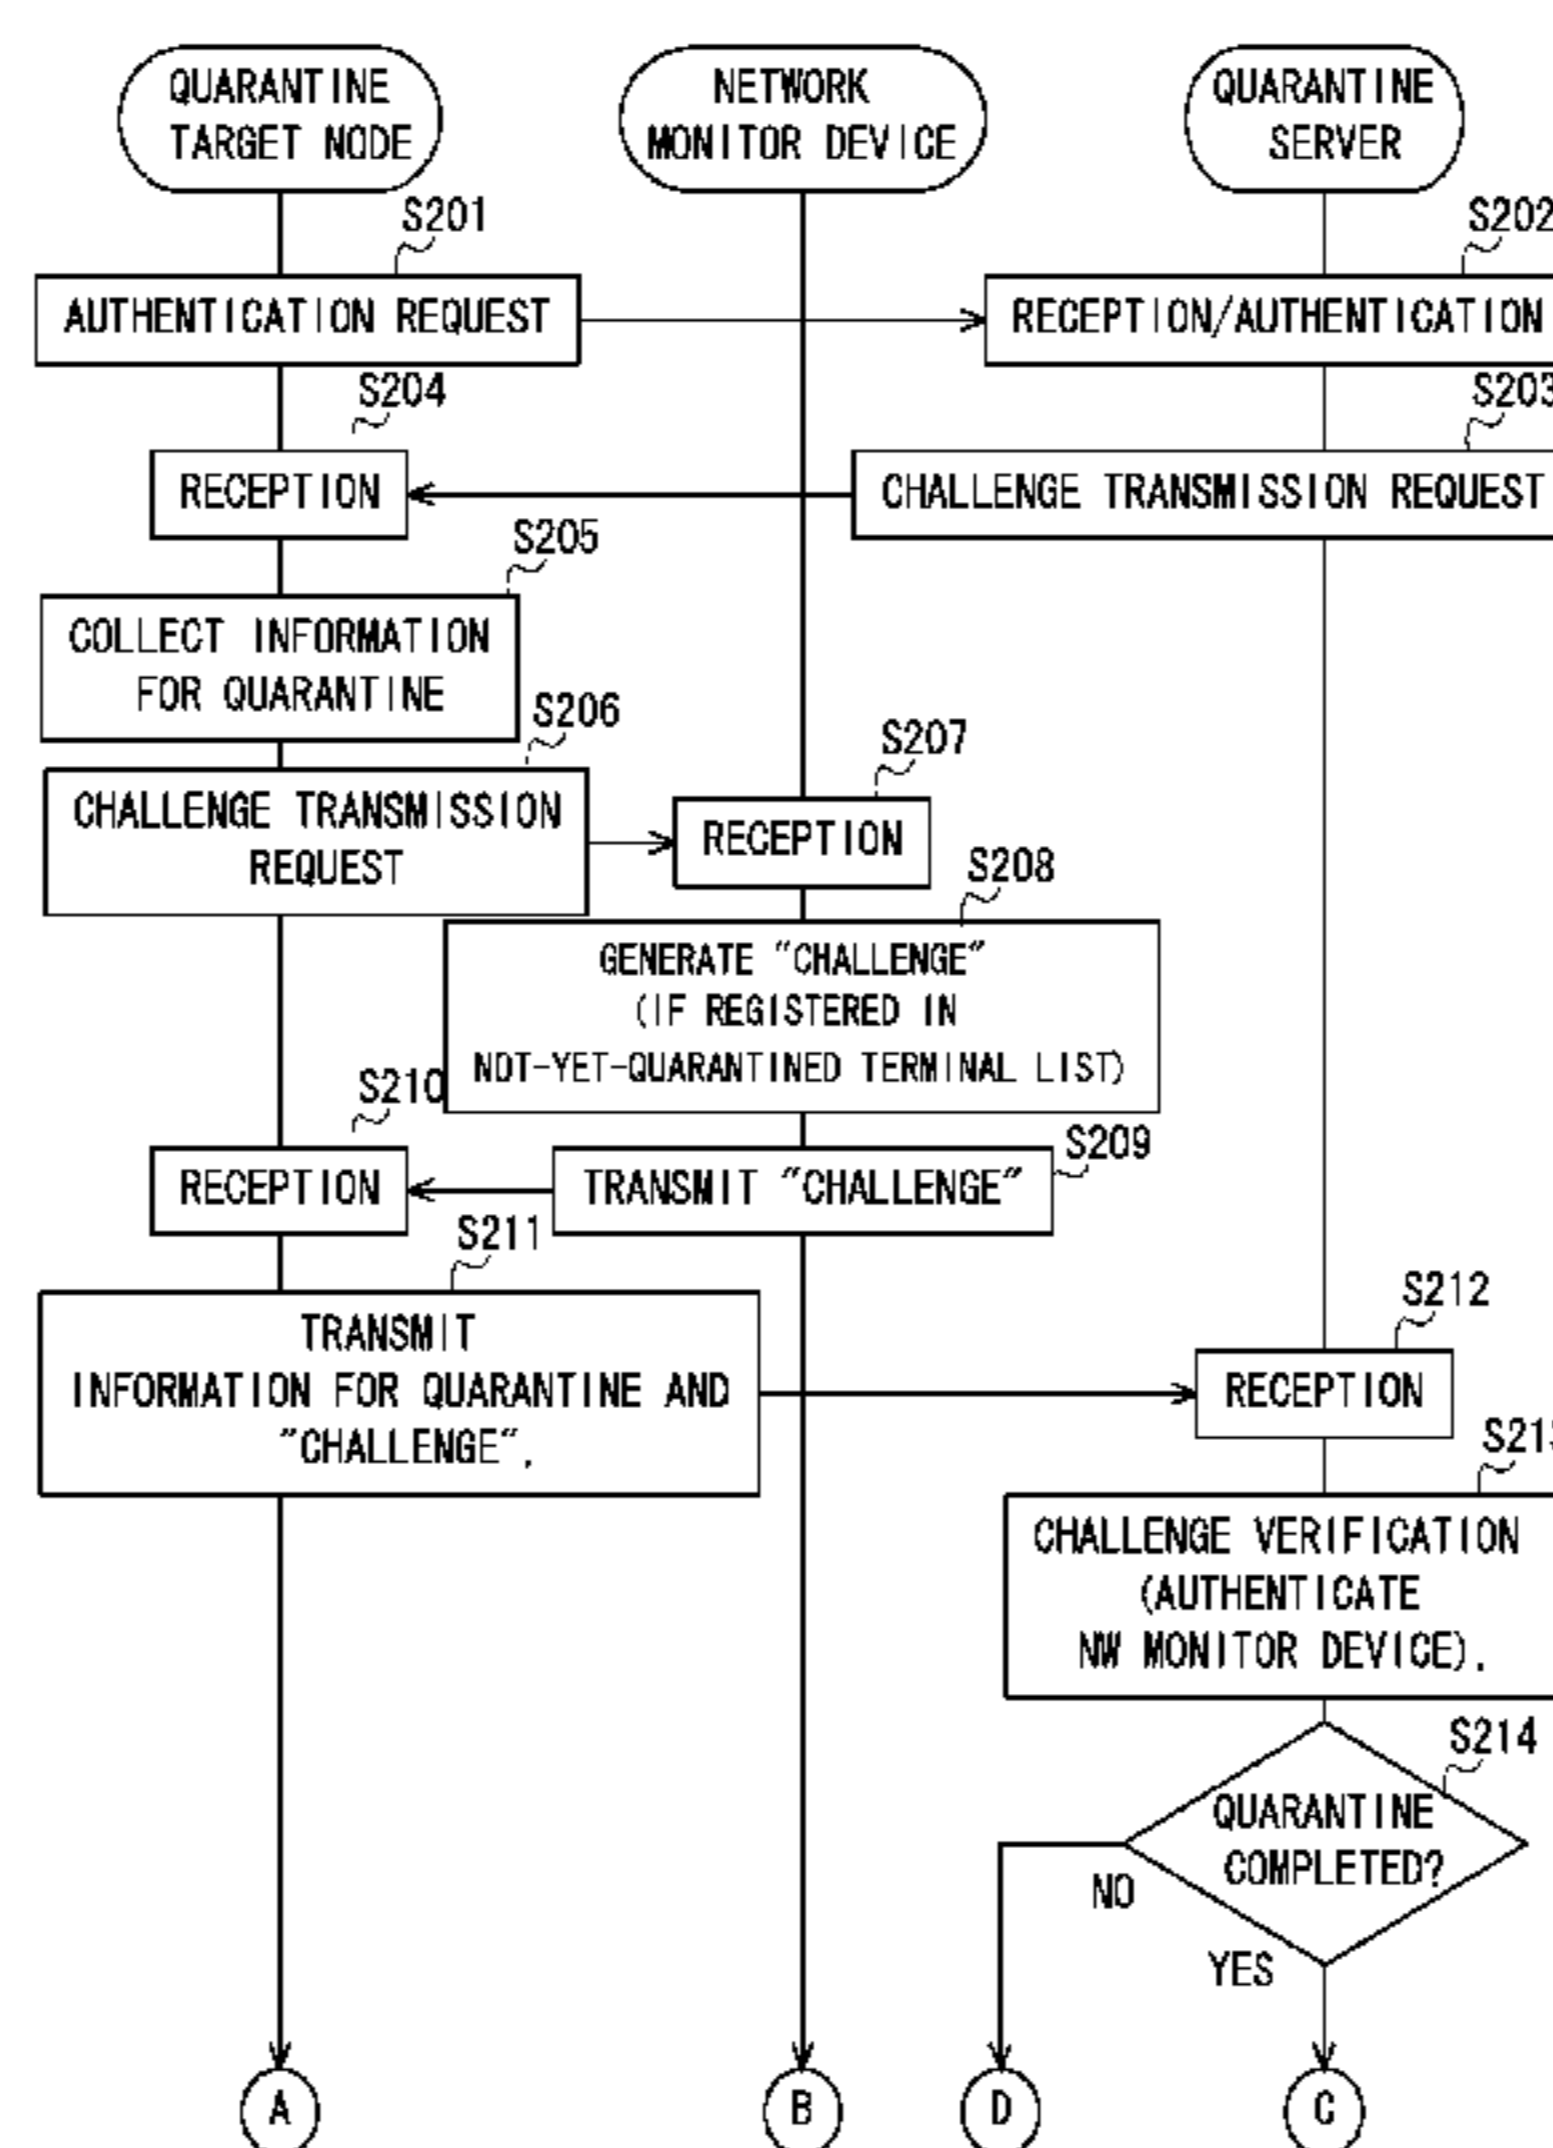 QUARANTINE
TARGET NODE
NETWORK
MONITOR DEVICE
QUARANTINE
SERVER
S201
S202
AUTHENTICATION REQUEST
RECEPTION/AUTHENTICATION
S204
S203
RECEPTION
CHALLENGE TRANSMISSION REQUEST
S205
COLLECT INFORMATION
FOR QUARANTINE
S206
S207
CHALLENGE TRANSMISSION
REQUEST
RECEPTION
S208
GENERATE "CHALLENGE"
(IF REGISTERED IN
NOT-YET-QUARANTINED TERMINAL LIST)
S210
S209
RECEPTION
TRANSMIT "CHALLENGE"
S211
S212
TRANSMIT
INFORMATION FOR QUARANTINE AND
"CHALLENGE".
RECEPTION
S213
CHALLENGE VERIFICATION
(AUTHENTICATE
NW MONITOR DEVICE).
S214
QUARANTINE
COMPLETED?
NO
YES
A
B
D
C